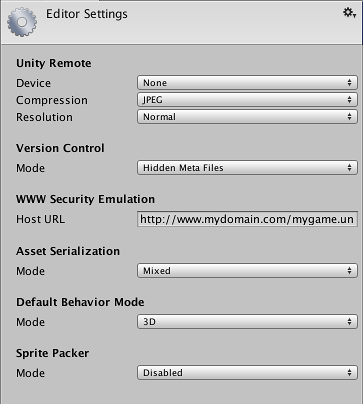 Editor Settings
Unity Remote
Device None
Compression JPEG
Resolution Normal
Version Control
Mode Hidden Meta Files
WWW Security Emulation
Host URL http://www.mydomain.com/mygame.un
Asset Serialization
Mode Mixed
Default Behavior Mode
Mode 3D
Sprite Packer
Mode Disabled